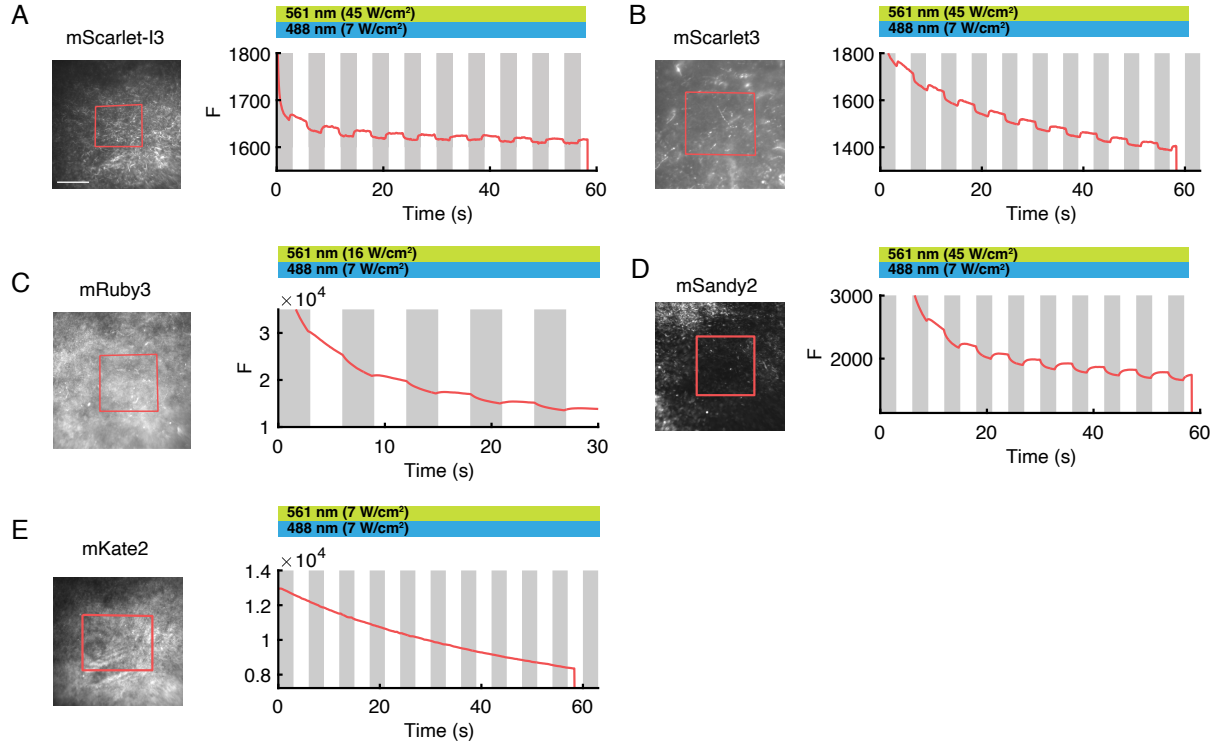 A
mScarlet-I3
561 nm (45 W/cm²)
488 nm (7 W/cm²)
1800
1700
1600
F
0 20 40 60
Time (s)
B
mScarlet3
561 nm (45 W/cm²)
488 nm (7 W/cm²)
1800
1600
1400
F
0 20 40 60
Time (s)
C
mRuby3
561 nm (16 W/cm²)
488 nm (7 W/cm²)
× 10⁴
3
2
1
F
0 10 20 30
Time (s)
D
mSandy2
561 nm (45 W/cm²)
488 nm (7 W/cm²)
3000
2000
F
0 20 40 60
Time (s)
E
mKate2
561 nm (7 W/cm²)
488 nm (7 W/cm²)
× 10⁴
1.4
1.2
1
0.8
F
0 20 40 60
Time (s)